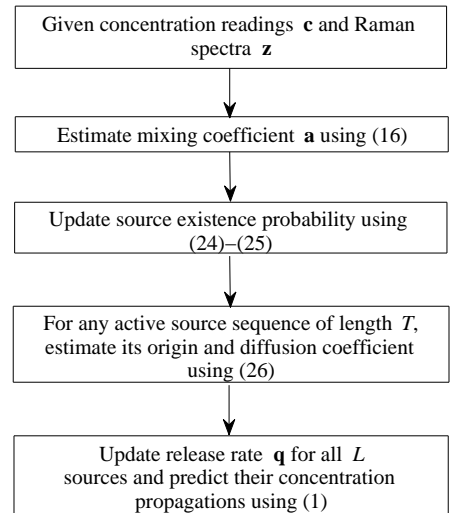 Given concentration readings c and Raman
spectra z
Estimate mixing coefficient a using (16)
Update source existence probability using
(24)−(25)
For any active source sequence of length T,
estimate its origin and diffusion coefficient
using (26)
Update release rate q for all L
sources and predict their concentration
propagations using (1)